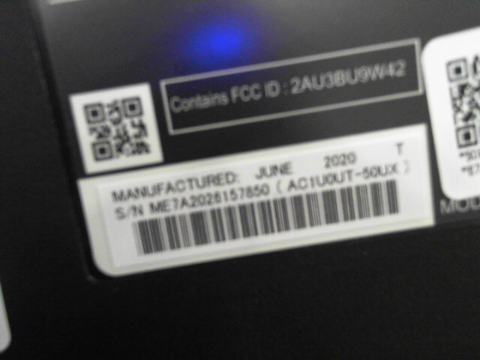 Contains FCC ID : 2AU3BU9W42
MANUFACTURED: JUNE 2020 T
S/N ME7A2026157850 ( AC1U0UT-50UX )